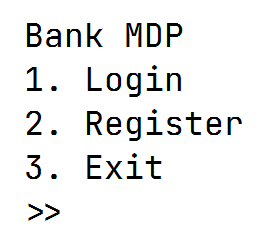 Bank MDP
1. Login
2. Register
3. Exit
>>